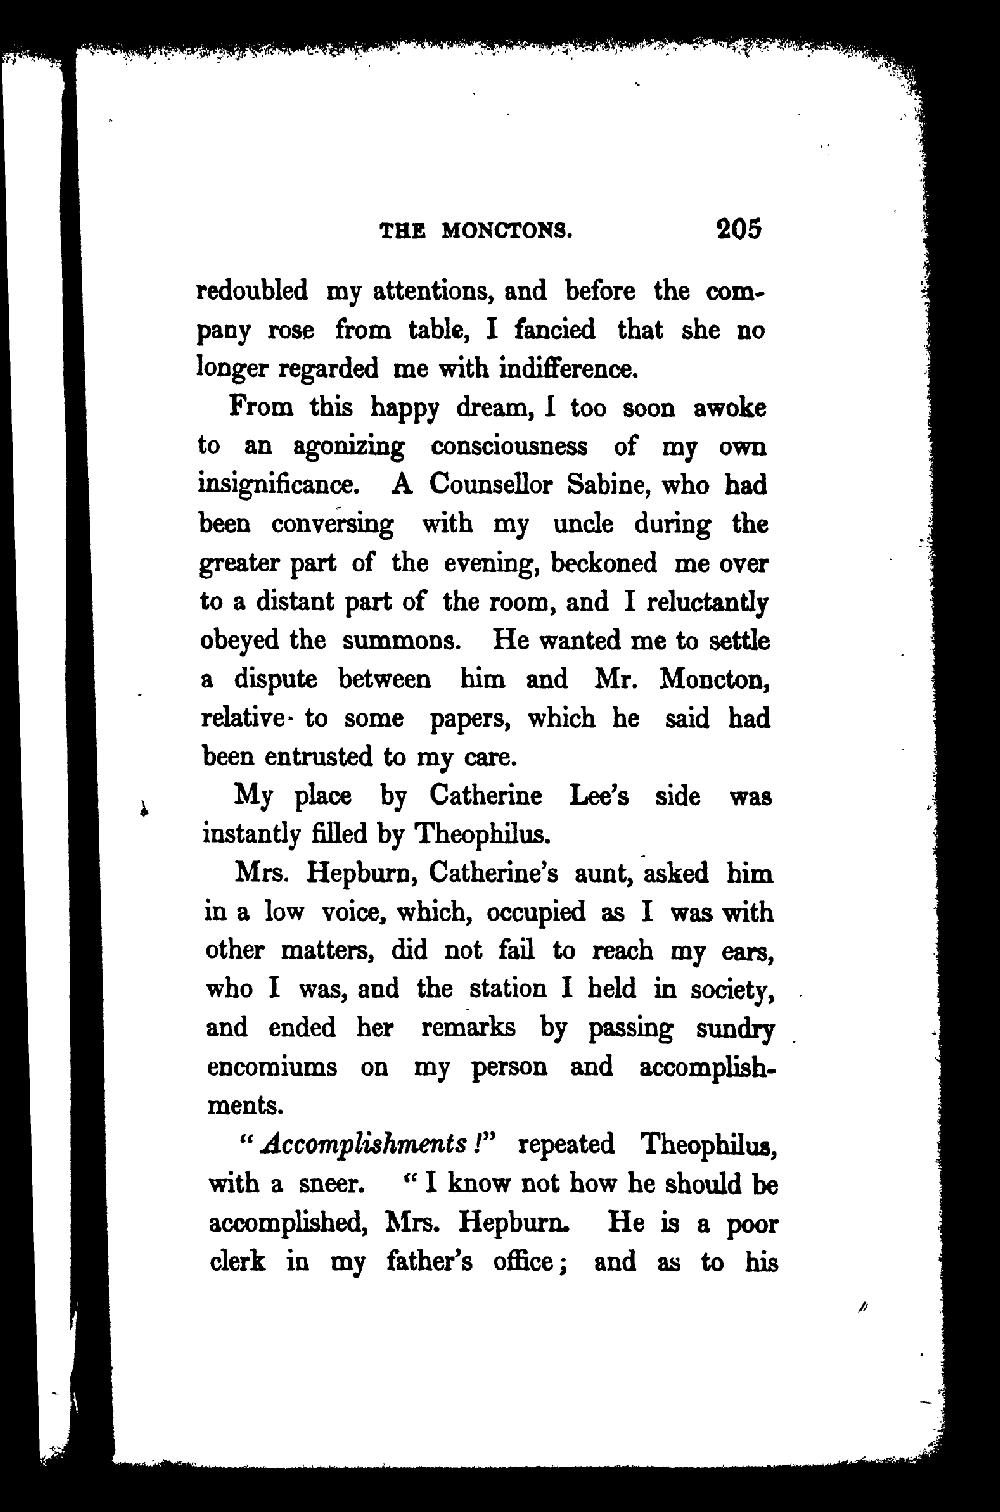 THE MONCTONS. 205
redoubled my attentions, and before the com-
pany rose from table, I fancied that she no
longer regarded me with indifference.
From this happy dream, I too soon awoke
to an agonizing consciousness of my own
insignificance. A Counsellor Sabine, who had
been conversing with my uncle during the
greater part of the evening, beckoned me over
to a distant part of the room, and I reluctantly
obeyed the summons. He wanted me to settle
a dispute between him and Mr. Moncton,
relative to some papers, which he said had
been entrusted to my care.
My place by Catherine Lee's side was
instantly filled by Theophilus.
Mrs. Hepburn, Catherine's aunt, asked him
in a low voice, which, occupied as I was with
other matters, did not fail to reach my ears,
who I was, and the station I held in society,
and ended her remarks by passing sundry
encomiums on my person and accomplish-
ments.
"Accomplishments!" repeated Theophilus,
with a sneer. "I know not how he should be
accomplished, Mrs. Hepburn. He is a poor
clerk in my father's office; and as to his